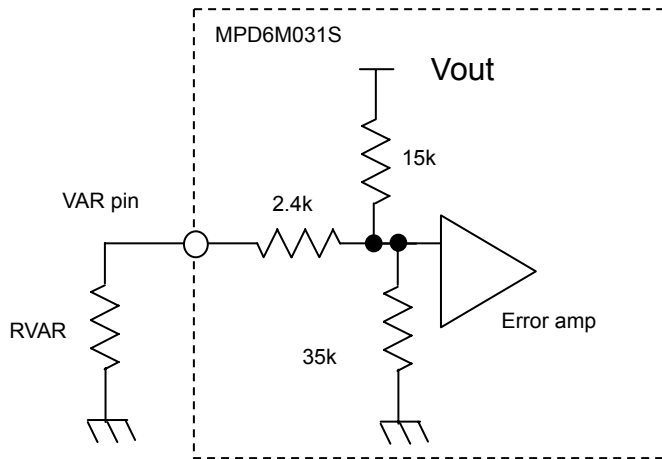 MPD6M031S
Vout
15k
2.4k
VAR pin
RVAR
35k
Error amp